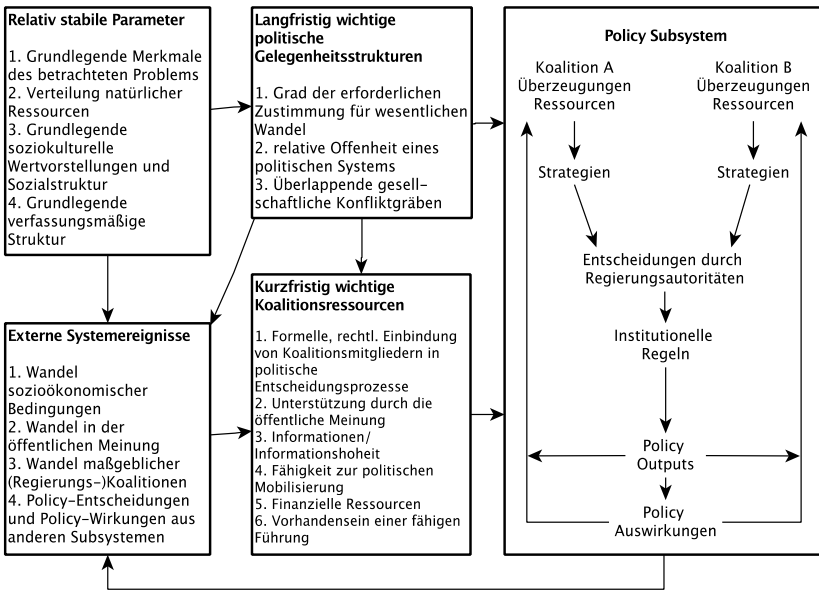 Relativ stabile Parameter
1. Grundlegende Merkmale
des betrachteten Problems
2. Verteilung natürlicher
Ressourcen
3. Grundlegende
soziokulturelle
Wertvorstellungen und
Sozialstruktur
4. Grundlegende
verfassungsmäßige
Struktur
Langfristig wichtige
politische
Gelegenheitsstrukturen
1. Grad der erforderlichen
Zustimmung für wesentlichen
Wandel
2. relative Offenheit eines
politischen Systems
3. Überlappende gesell-
schaftliche Konfliktgräben
Externe Systemereignisse
1. Wandel
sozioökonomischer
Bedingungen
2. Wandel in der
öffentlichen Meinung
3. Wandel maßgeblicher
(Regierungs-)Koalitionen
4. Policy-Entscheidungen
und Policy-Wirkungen aus
anderen Subsystemen
Kurzfristig wichtige
Koalitionsressourcen
1. Formelle, rechtl. Einbindung
von Koalitionsmitgliedern in
politische
Entscheidungsprozesse
2. Unterstützung durch die
öffentliche Meinung
3. Informationen/
Informationshoheit
4. Fähigkeit zur politischen
Mobilisierung
5. Finanzielle Ressourcen
6. Vorhandensein einer fähigen
Führung
Policy Subsystem
Koalition A
Überzeugungen
Ressourcen
Koalition B
Überzeugungen
Ressourcen
Strategien
Strategien
Entscheidungen durch
Regierungsautoritäten
Institutionelle
Regeln
Policy
Outputs
Policy
Auswirkungen